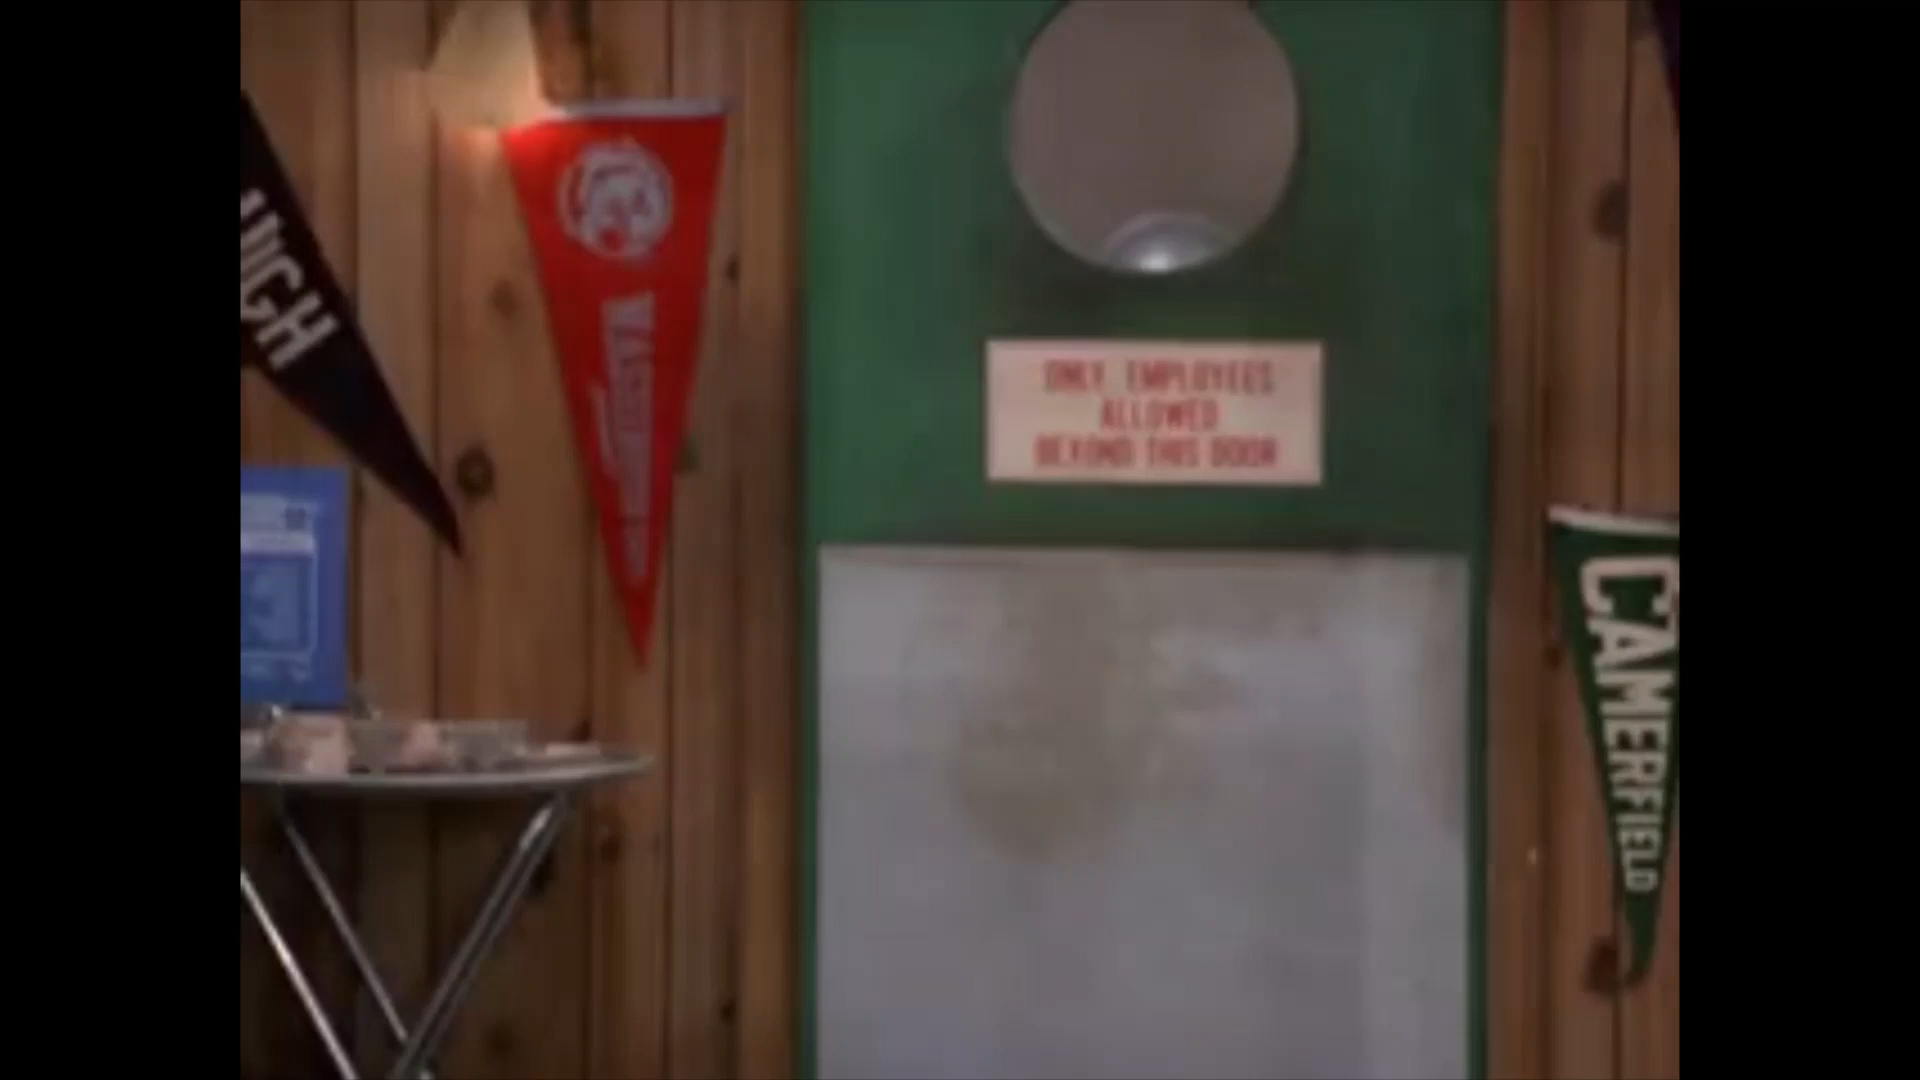 UGH
ONLY EMPLOYEES
ALLOWED
BEYOND THIS DOOR
CAMERFIELD